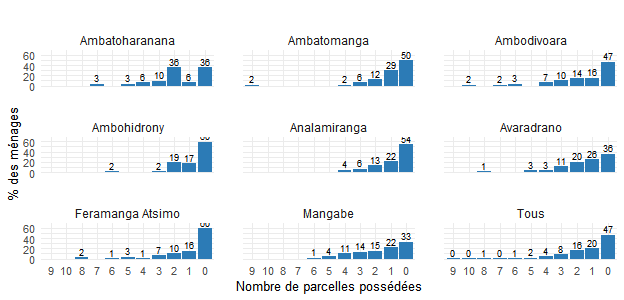 Ambatoharanana Ambatomanga Ambodivoara
60 3 3 6 10 36 6 36 2 2 6 12 29 50 2 2 3 7 10 14 16 47
40
20
0
Ambohidrony Analamiranga Avaradrano
60 2 2 19 17 4 6 13 22 54 1 3 3 11 20 26 36
40
20
0
Feramanga Atsimo Mangabe Tous
60 2 1 3 1 7 10 16 1 4 11 14 15 22 33 0 0 1 0 1 2 4 8 16 20 47
40
20
0
9 10 8 7 6 5 4 3 2 1 0 9 10 8 7 6 5 4 3 2 1 0 9 10 8 7 6 5 4 3 2 1 0
Nombre de parcelles possédées
% des ménages